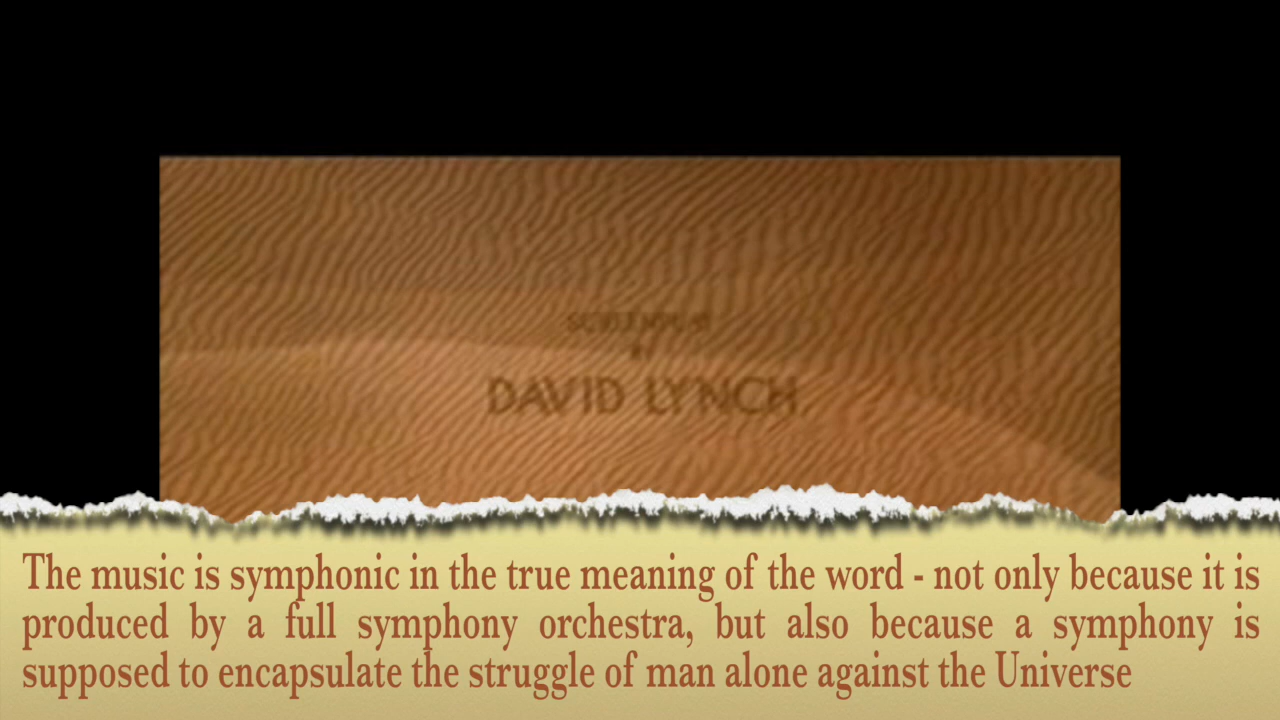 DAVID LYNCH.
The music is symphonic in the true meaning of the word - not only because it is
produced by a full symphony orchestra, but also because a symphony is
supposed to encapsulate the struggle of man alone against the Universe